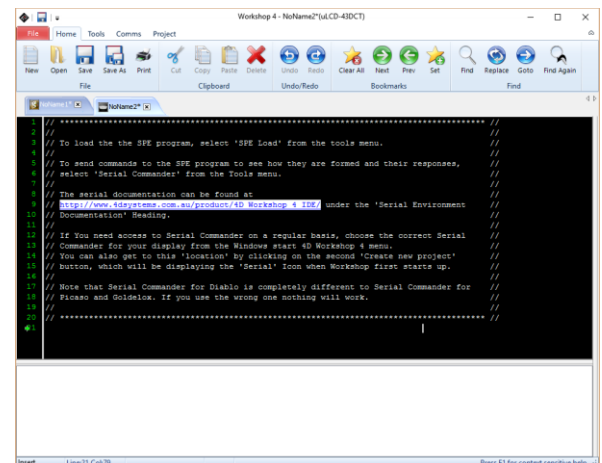 Workshop 4 - NoName2*(uLCD-43DCT)
File Home Tools Comms Project
New Open Save Save As Print Cut Copy Paste Delete Undo Redo Clear All Next Prev Set Find Replace Goto Find Again
File Clipboard Undo/Redo Bookmarks Find
NoName1* NoName2*
1 // **************************************************************************************** //
2 // //
3 // To load the the SPE program, select 'SPE Load' from the tools menu. //
4 // //
5 // To send commands to the SPE program to see how they are formed and their responses, //
6 // select 'Serial Commander' from the Tools menu. //
7 // //
8 // The serial documentation can be found at //
9 // http://www.4dsystems.com.au/product/4D_Workshop_4_IDE/ under the 'Serial Environment //
10 // Documentation' Heading. //
11 // //
12 // If You need access to Serial Commander on a regular basis, choose the correct Serial //
13 // Commander for your display from the Windows start 4D Workshop 4 menu. //
14 // You can also get to this 'location' by clicking on the second 'Create new project' //
15 // button, which will be displaying the 'Serial' Icon when Workshop first starts up. //
16 // //
17 // Note that Serial Commander for Diablo is completely different to Serial Commander for //
18 // Picaso and Goldelox. If you use the wrong one nothing will work. //
19 // //
20 // **************************************************************************************** //
21
Insert Line:21 Col:79 Press F1 for context sensitive help